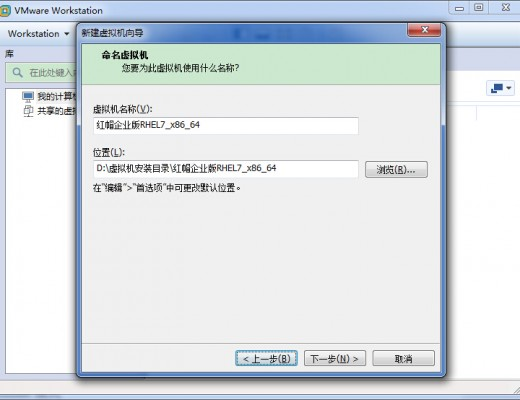 VMware Workstation
Workstation
库
在此处键入
我的计算机
共享的虚
新建虚拟机向导
命名虚拟机
您要为此虚拟机使用什么名称?
虚拟机名称(V):
红帽企业版RHEL7_x86_64
位置(L):
D:\虚拟机安装目录\红帽企业版RHEL7_x86_64
浏览(R)...
在"编辑">"首选项"中可更改默认位置。
< 上一步(B)
下一步(N) >
取消